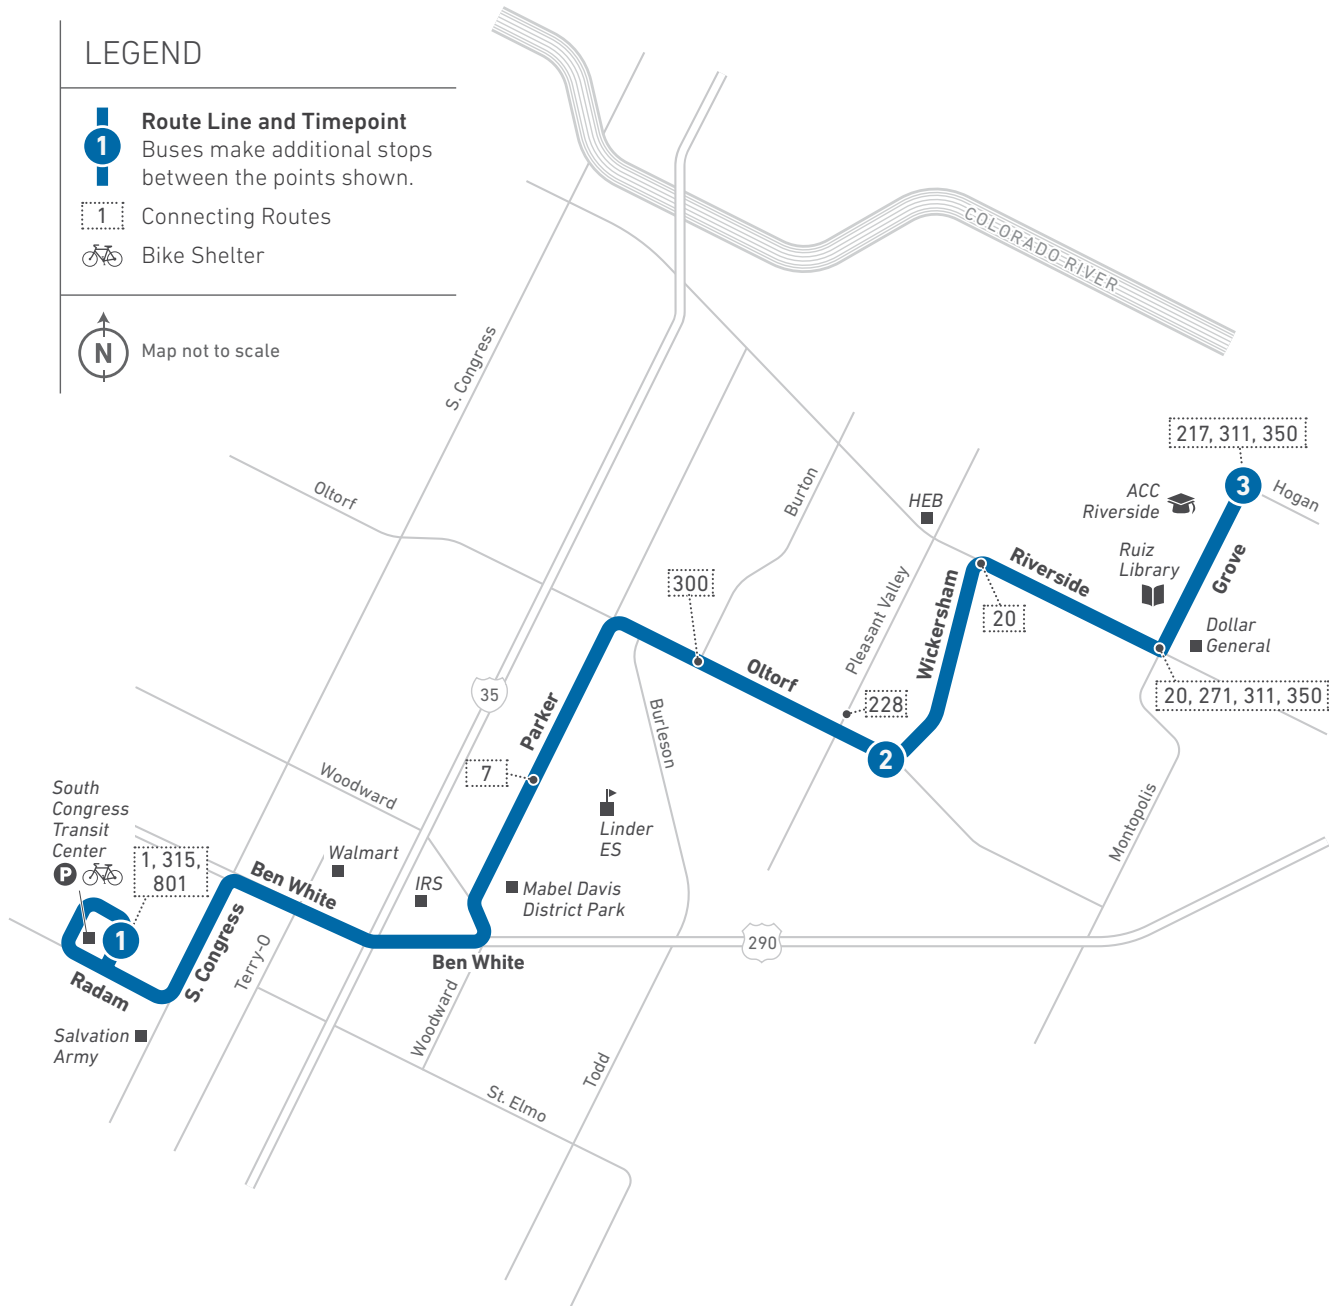 LEGEND
1
Route Line and Timepoint
Buses make additional stops
between the points shown.
1
Connecting Routes
Bike Shelter
N
Map not to scale
COLORADO RIVER
S. Congress
Oltorf
217, 311, 350
3
Hogan
ACC
Riverside
HEB
Burton
Ruiz
Library
Grove
Riverside
300
20
Wickersham
Pleasant Valley
Dollar
General
20, 271, 311, 350
Oltorf
228
2
35
Parker
Burleson
7
Woodward
Linder
ES
Montopolis
South
Congress
Transit
Center
P
1, 315,
801
Walmart
Ben White
IRS
Mabel Davis
District Park
1
S. Congress
Terry-O
290
Ben White
Radam
Woodward
Salvation
Army
Todd
St. Elmo